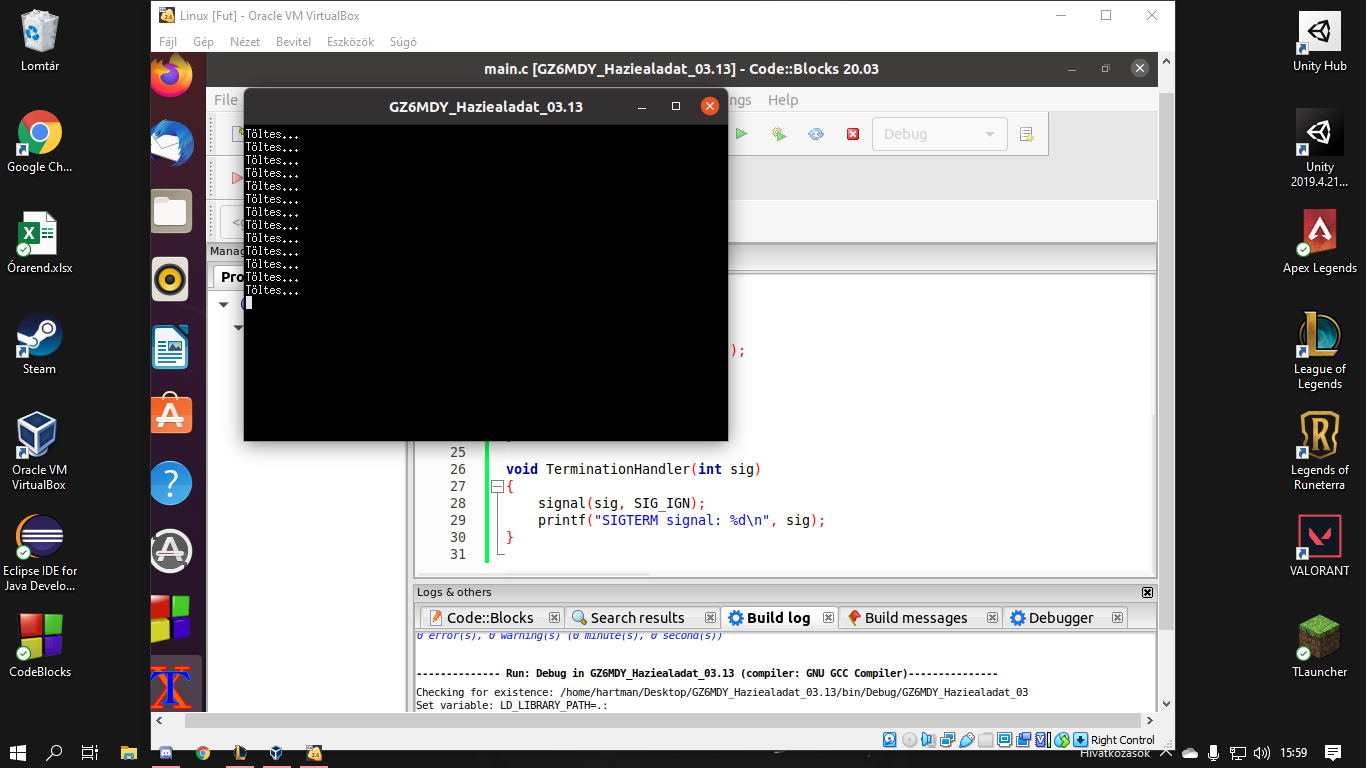 Linux [Fut] - Oracle VM VirtualBox
Fájl Gép Nézet Bevitel Eszközök Súgó
main.c [GZ6MDY_Haziealadat_03.13] - Code::Blocks 20.03
File
ngs Help
GZ6MDY_Haziealadat_03.13
Debug
Töltes...
Töltes...
Töltes...
Töltes...
Töltes...
Töltes...
Töltes...
Töltes...
Töltes...
Töltes...
Töltes...
Töltes...
Töltes...
<g
Manag
Pro
);
25
26 void TerminationHandler(int sig)
27 {
28 signal(sig, SIG_IGN);
29 printf("SIGTERM signal: %d\n", sig);
30 }
31
Logs & others
Code::Blocks Search results Build log Build messages Debugger
0 error(s), 0 warning(s) (0 minute(s), 0 second(s))
-------------- Run: Debug in GZ6MDY_Haziealadat_03.13 (compiler: GNU GCC Compiler)---------------
Checking for existence: /home/hartman/Desktop/GZ6MDY_Haziealadat_03.13/bin/Debug/GZ6MDY_Haziealadat_03
Set variable: LD_LIBRARY_PATH=.:
Right Control
Lomtár
Google Ch...
Órarend.xlsx
Steam
Oracle VM
VirtualBox
Eclipse IDE for
Java Develo...
CodeBlocks
Unity Hub
Unity
2019.4.21...
Apex Legends
League of
Legends
Legends of
Runeterra
VALORANT
TLauncher
Hivatkozások
15:59